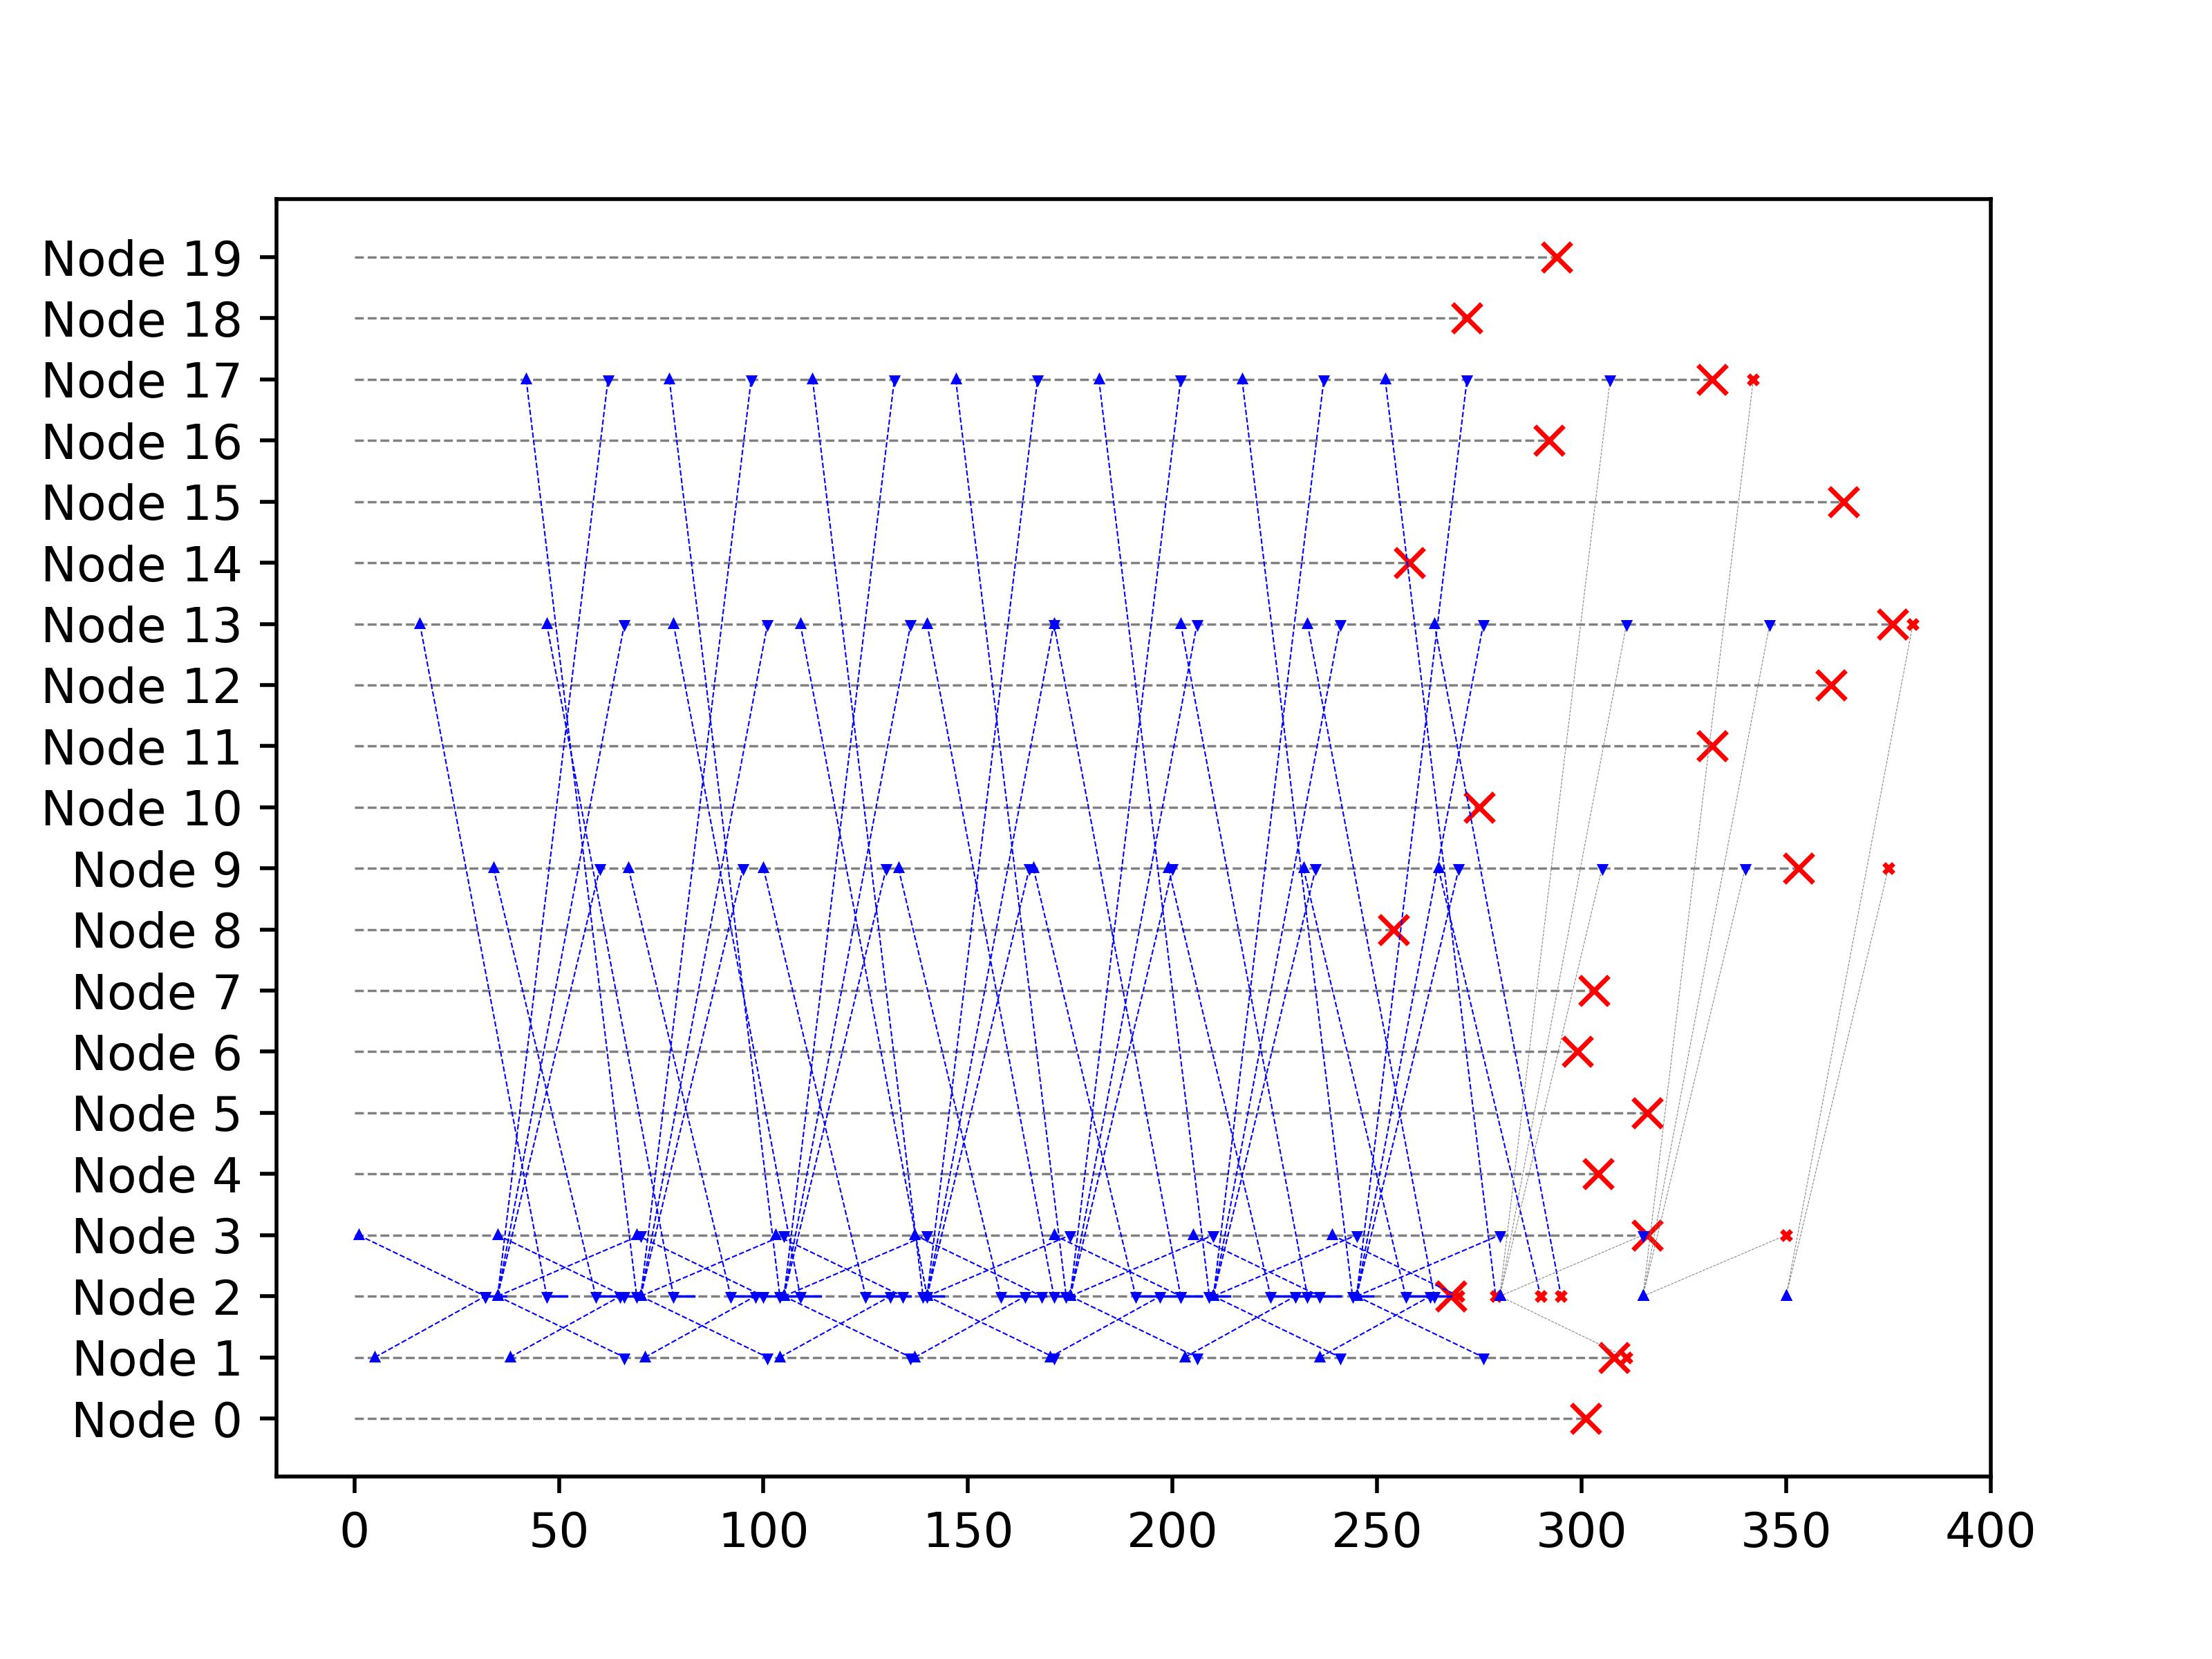 Node 19
Node 18
Node 17
Node 16
Node 15
Node 14
Node 13
Node 12
Node 11
Node 10
Node 9
Node 8
Node 7
Node 6
Node 5
Node 4
Node 3
Node 2
Node 1
Node 0
0 50 100 150 200 250 300 350 400